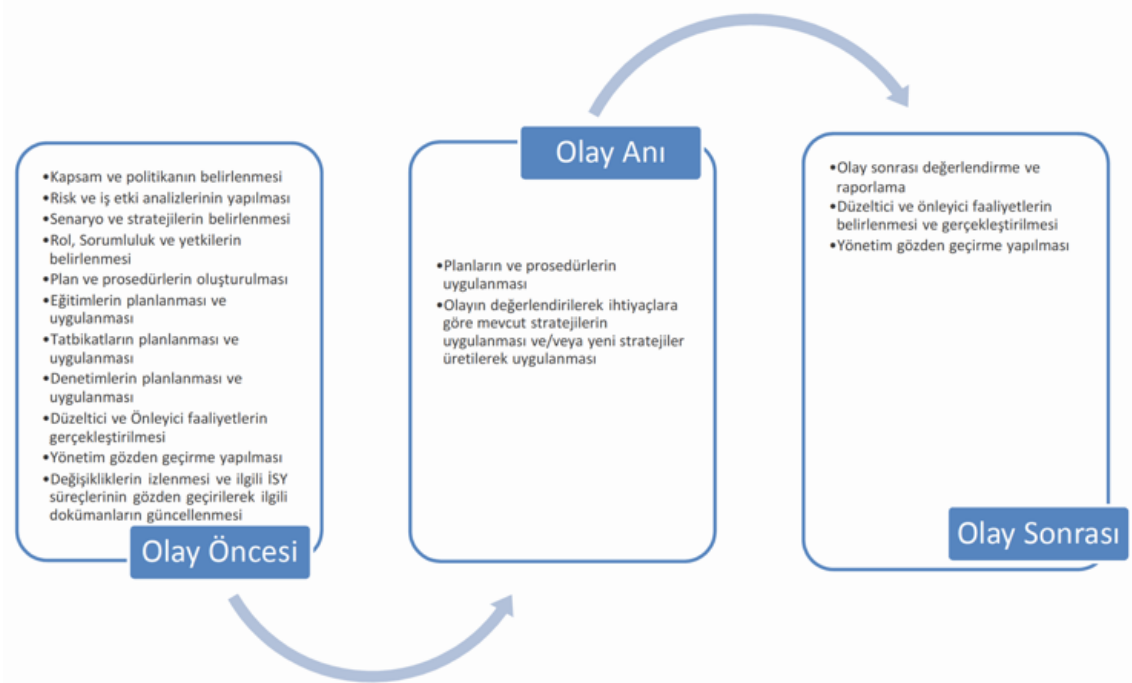 •Kapsam ve politikanın belirlenmesi
•Risk ve iş etki analizlerinin yapılması
•Senaryo ve stratejilerin belirlenmesi
•Rol, Sorumluluk ve yetkilerin
belirlenmesi
•Plan ve prosedürlerin oluşturulması
•Eğitimlerin planlanması ve
uygulanması
•Tatbikatların planlanması ve
uygulanması
•Denetimlerin planlanması ve
uygulanması
•Düzeltici ve Önleyici faaliyetlerin
gerçekleştirilmesi
•Yönetim gözden geçirme yapılması
•Değişikliklerin izlenmesi ve ilgili İSY
süreçlerinin gözden geçirilerek ilgili
dokümanların güncellenmesi
Olay Öncesi
Olay Anı
•Planların ve prosedürlerin
uygulanması
•Olayın değerlendirilerek ihtiyaçlara
göre mevcut stratejilerin
uygulanması ve/veya yeni stratejiler
üretilerek uygulanması
•Olay sonrası değerlendirme ve
raporlama
•Düzeltici ve önleyici faaliyetlerin
belirlenmesi ve gerçekleştirilmesi
•Yönetim gözden geçirme yapılması
Olay Sonrası